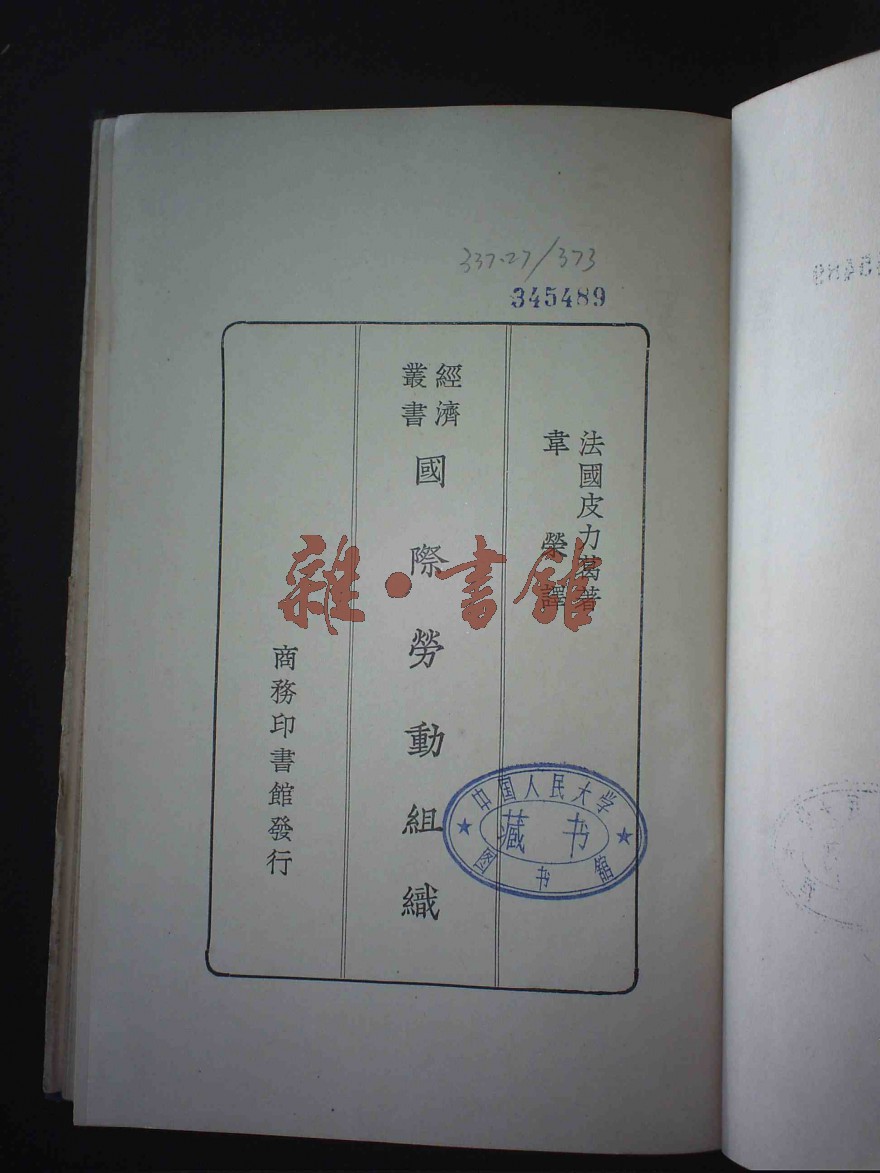 337.27/373
345489
法國皮力葛著
韋榮譯
經濟
叢書
國際勞動組織
商務印書館發行
中国人民大学
藏书
图书馆
雜·書館